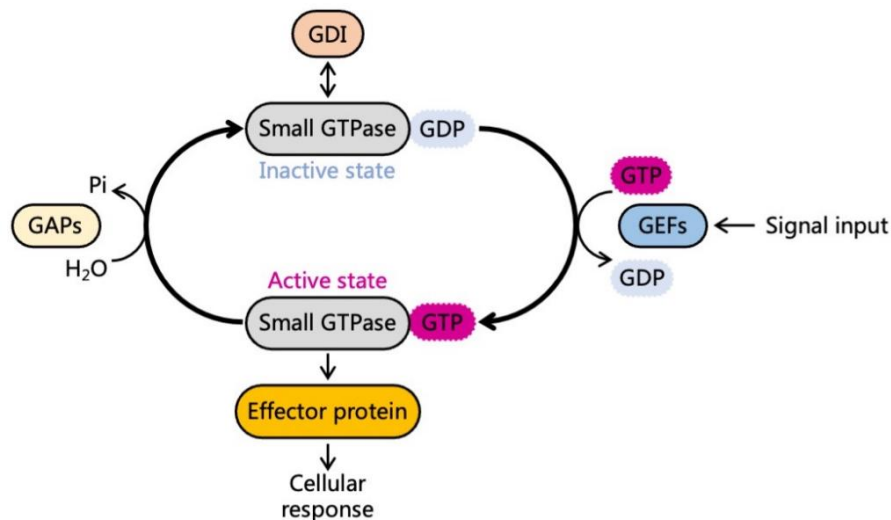 GDI
Small GTPase GDP
Inactive state
Pi
GAPs
H₂O
GTP
GEFs
Signal input
GDP
Active state
Small GTPase GTP
Effector protein
Cellular
response